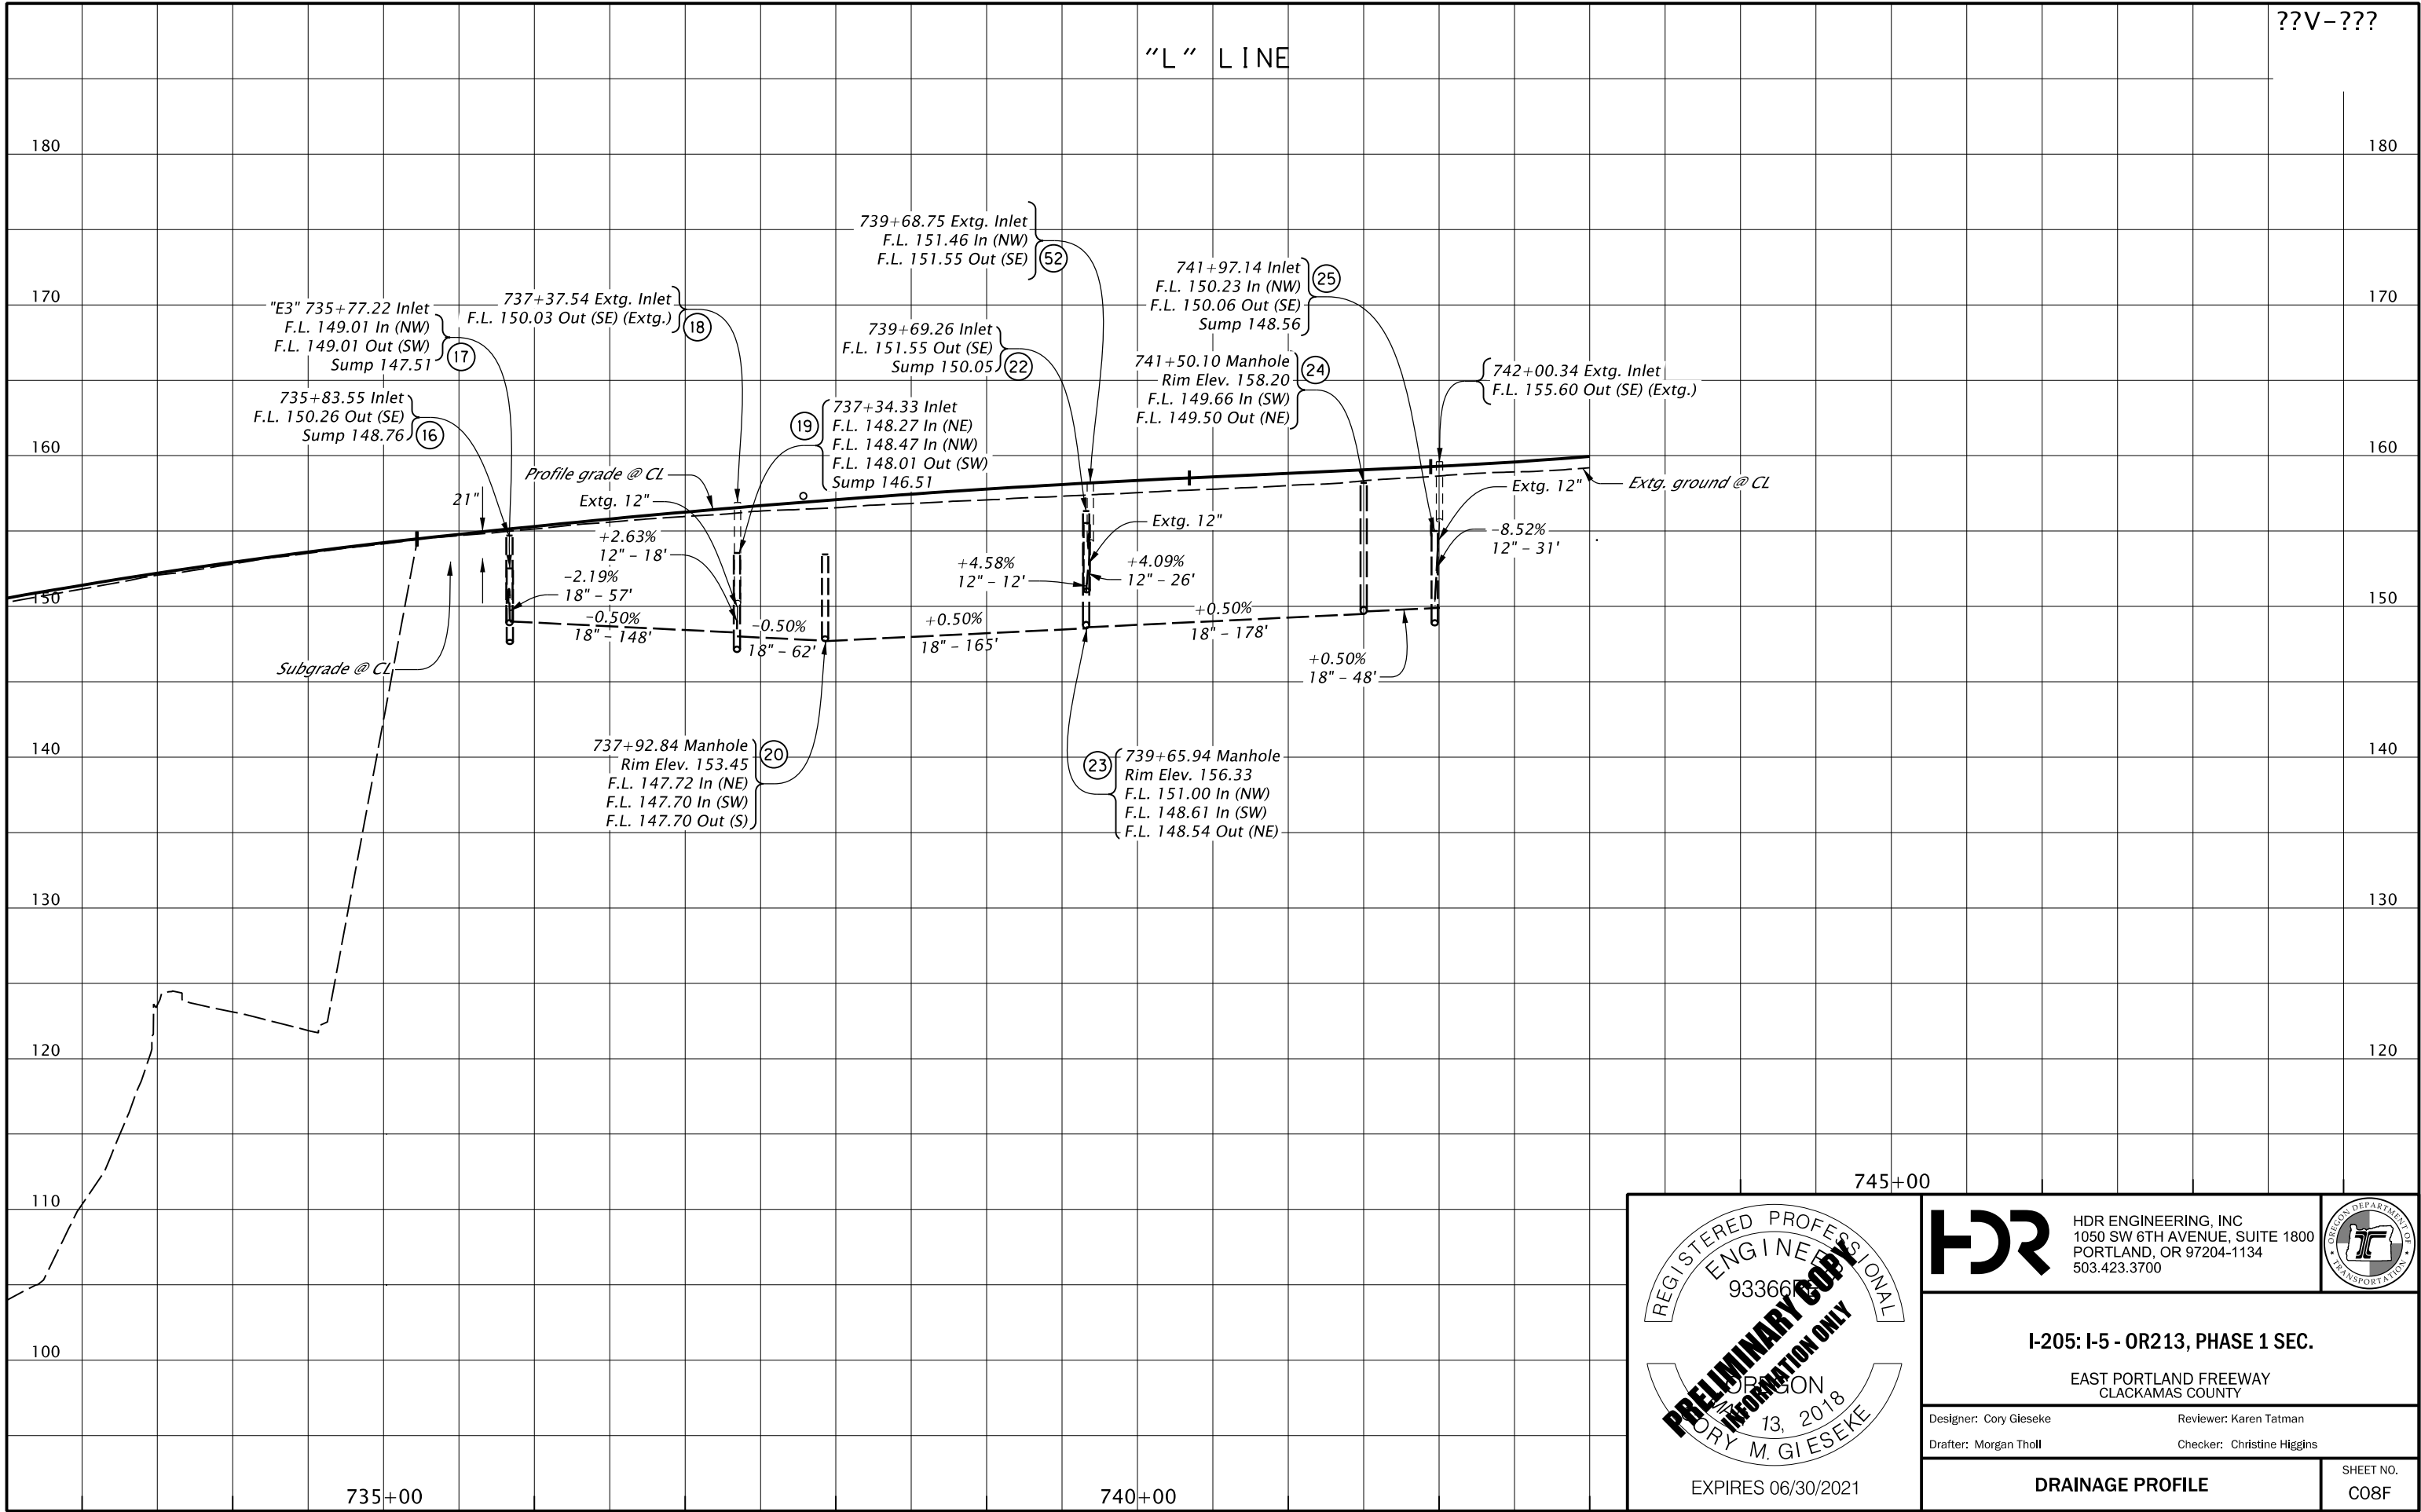 ??V-???
"L" LINE
180
180
170
170
160
160
150
150
140
140
130
130
120
120
110
100
739+68.75 Extg. Inlet
F.L. 151.46 In (NW)
F.L. 151.55 Out (SE)
52
741+97.14 Inlet
F.L. 150.23 In (NW)
F.L. 150.06 Out (SE)
Sump 148.56
25
"E3" 735+77.22 Inlet
F.L. 149.01 In (NW)
F.L. 149.01 Out (SW)
Sump 147.51
17
737+37.54 Extg. Inlet
F.L. 150.03 Out (SE) (Extg.)
18
739+69.26 Inlet
F.L. 151.55 Out (SE)
Sump 150.05
22
741+50.10 Manhole
Rim Elev. 158.20
F.L. 149.66 In (SW)
F.L. 149.50 Out (NE)
24
742+00.34 Extg. Inlet
F.L. 155.60 Out (SE) (Extg.)
735+83.55 Inlet
F.L. 150.26 Out (SE)
Sump 148.76
16
19
737+34.33 Inlet
F.L. 148.27 In (NE)
F.L. 148.47 In (NW)
F.L. 148.01 Out (SW)
Sump 146.51
Profile grade @ CL
21"
Extg. 12"
Extg. 12"
Extg. ground @ CL
Extg. 12"
+2.63%
12" - 18'
-8.52%
12" - 31'
-2.19%
18" - 57'
+4.58%
12" - 12'
+4.09%
12" - 26'
-0.50%
18" - 148'
-0.50%
18" - 62'
+0.50%
18" - 165'
+0.50%
18" - 178'
+0.50%
18" - 48'
Subgrade @ CL
737+92.84 Manhole
Rim Elev. 153.45
F.L. 147.72 In (NE)
F.L. 147.70 In (SW)
F.L. 147.70 Out (S)
20
23
739+65.94 Manhole
Rim Elev. 156.33
F.L. 151.00 In (NW)
F.L. 148.61 In (SW)
F.L. 148.54 Out (NE)
735+00
740+00
745+00
REGISTERED PROFESSIONAL
ENGINEER
93366PE
PRELIMINARY COPY
INFORMATION ONLY
OREGON
13, 2018
CORY M. GIESEKE
EXPIRES 06/30/2021
HDR
HDR ENGINEERING, INC
1050 SW 6TH AVENUE, SUITE 1800
PORTLAND, OR 97204-1134
503.423.3700
OREGON DEPARTMENT OF TRANSPORTATION
I-205: I-5 - OR213, PHASE 1 SEC.
EAST PORTLAND FREEWAY
CLACKAMAS COUNTY
Designer: Cory Gieseke
Reviewer: Karen Tatman
Drafter: Morgan Tholl
Checker: Christine Higgins
DRAINAGE PROFILE
SHEET NO.
C08F